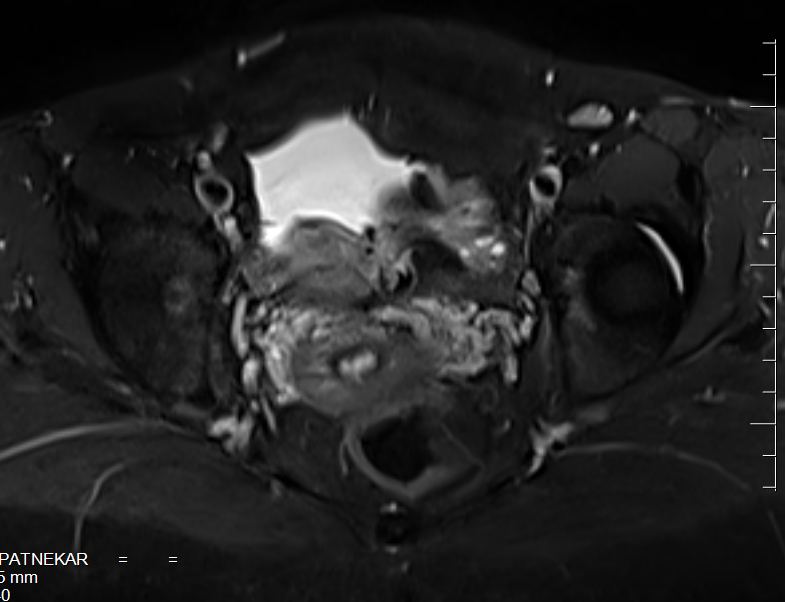 PATNEKAR = =
5 mm
-0